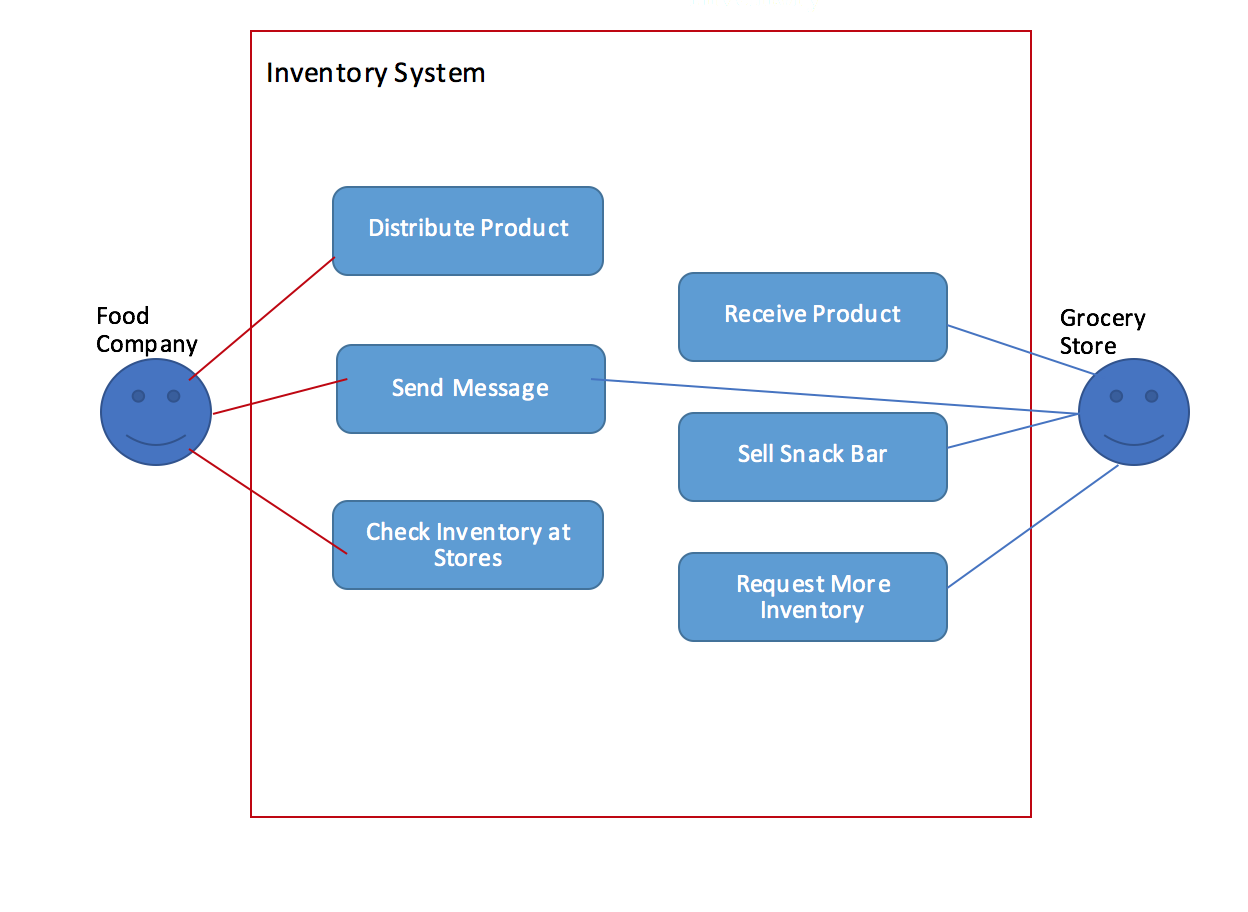 Inventory System
Distribute Product
Food
Company
Receive Product
Grocery
Store
Send Message
Sell Snack Bar
Check Inventory at
Stores
Request More
Inventory